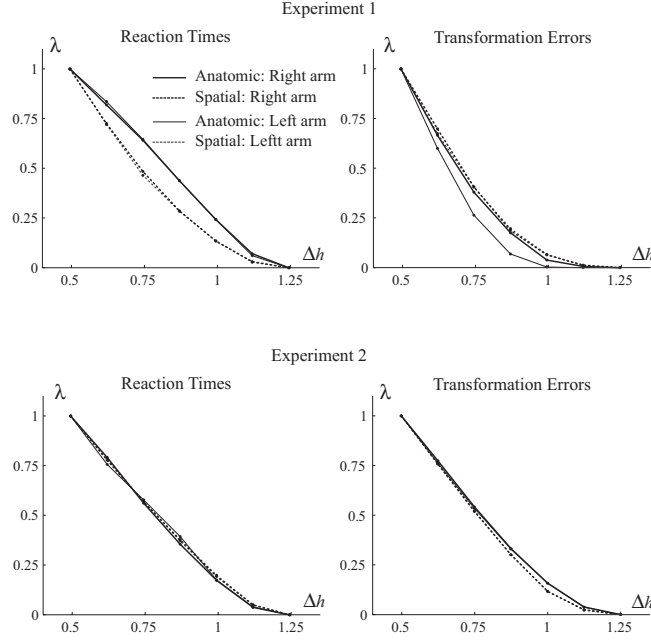 Experiment 1
Reaction Times
Transformation Errors
λ
1
0.75
0.5
0.25
0
0.5
0.75
1
1.25
Δh
Anatomic: Right arm
Spatial: Right arm
Anatomic: Left arm
Spatial: Leftt arm
λ
1
0.75
0.5
0.25
0
0.5
0.75
1
1.25
Δh
Experiment 2
Reaction Times
Transformation Errors
λ
1
0.75
0.5
0.25
0
0.5
0.75
1
1.25
Δh
λ
1
0.75
0.5
0.25
0
0.5
0.75
1
1.25
Δh